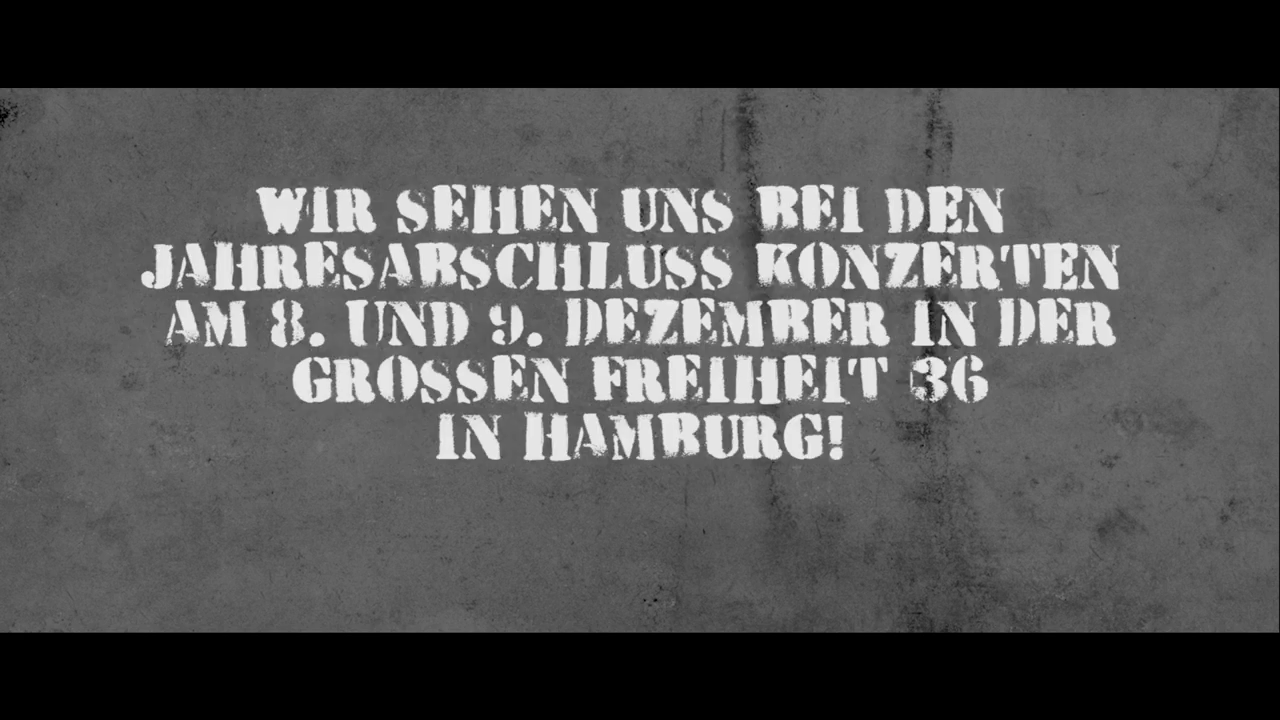 WIR SEHEN UNS BEI DEN
JAHRESABSCHLUSS KONZERTEN
AM 8. UND 9. DEZEMBER IN DER
GROSSEN FREIHEIT 36
IN HAMBURG!